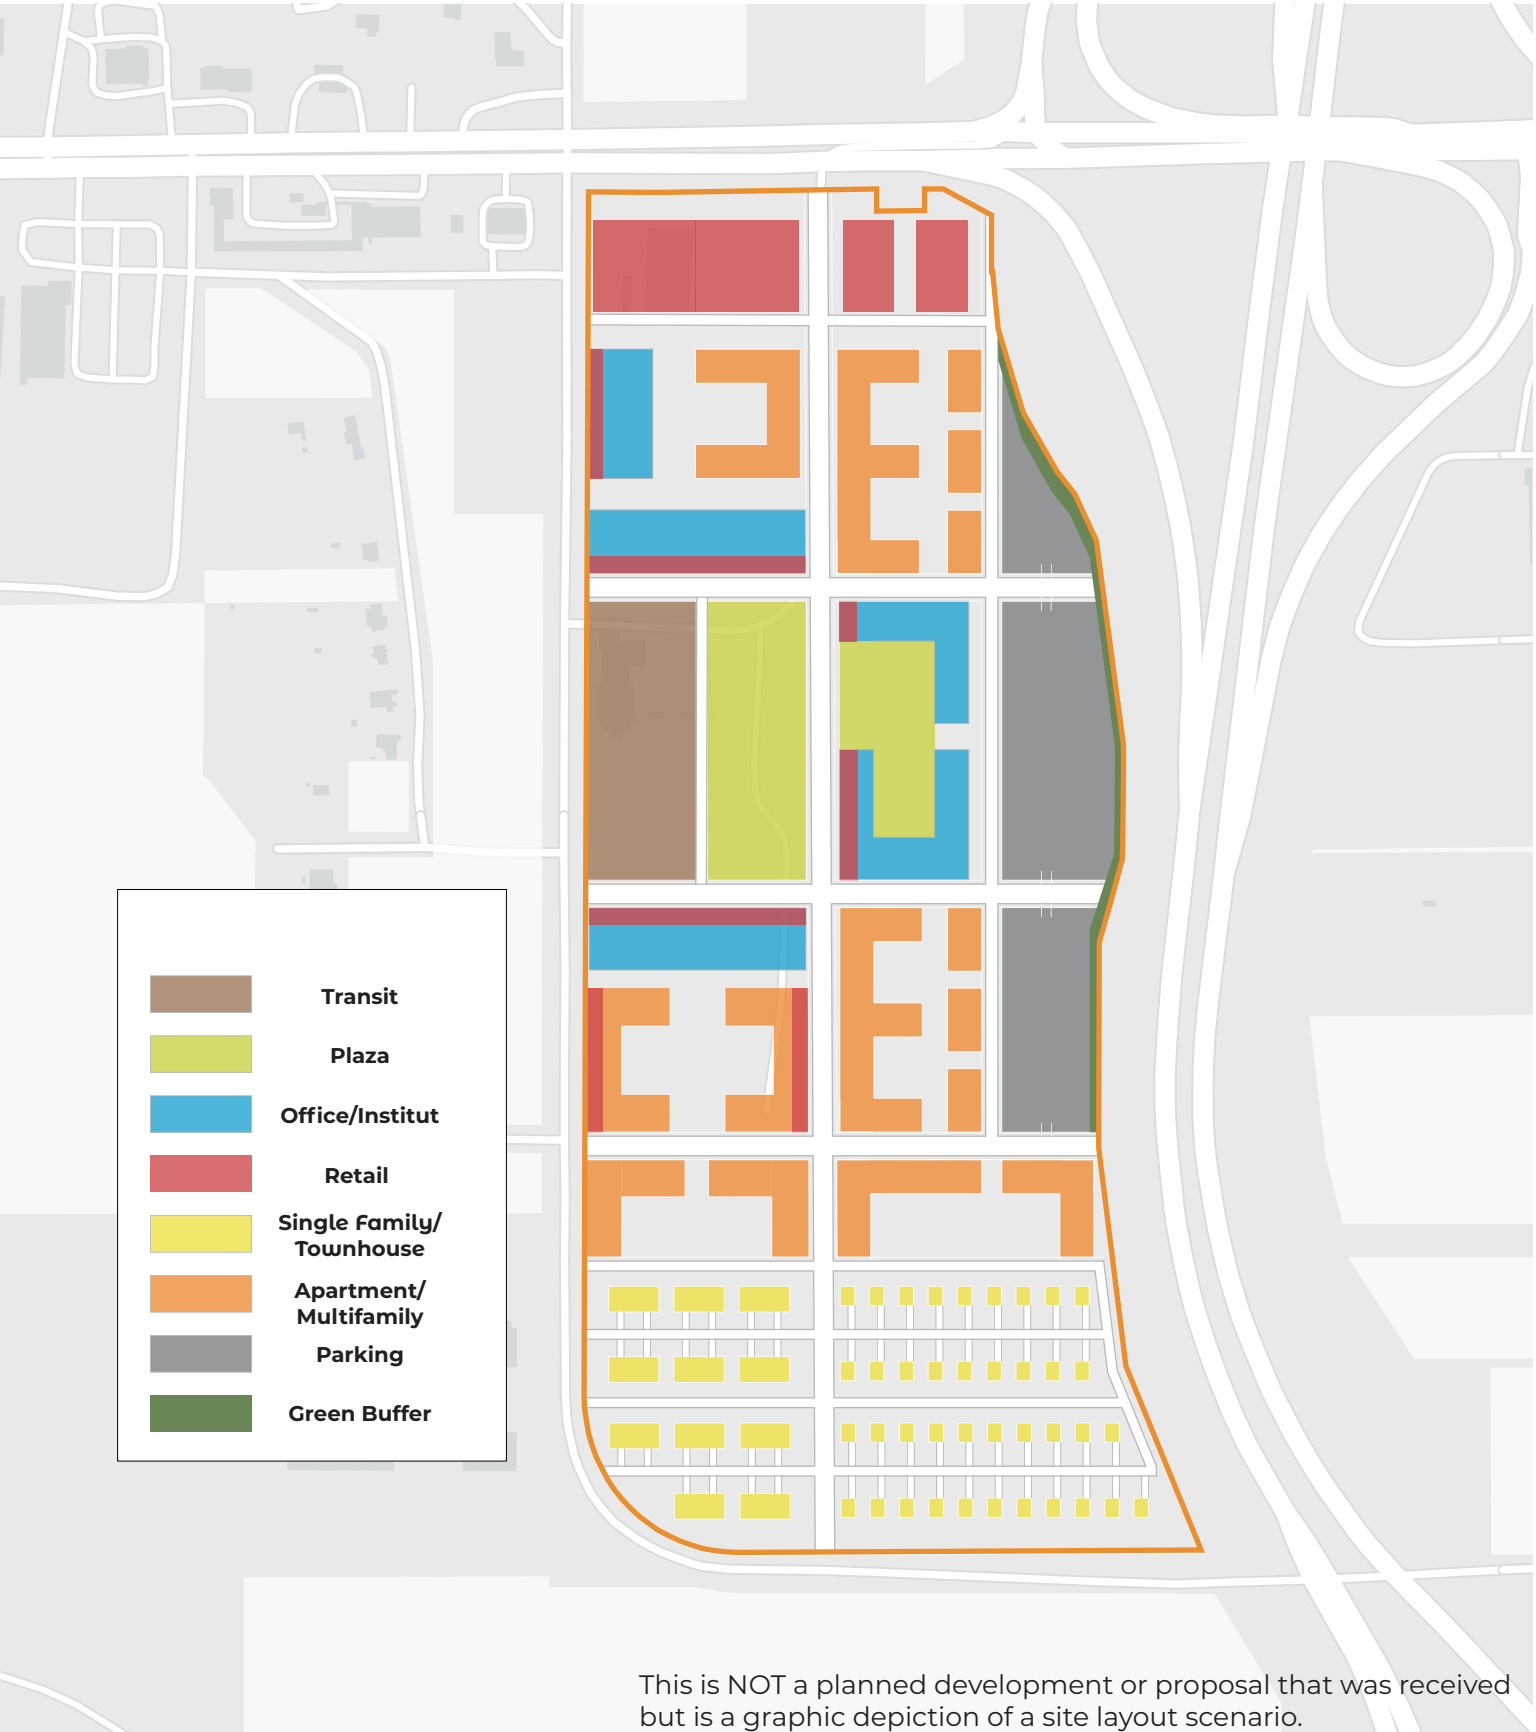 Transit
Plaza
Office/Institut
Retail
Single Family/
Townhouse
Apartment/
Multifamily
Parking
Green Buffer
This is NOT a planned development or proposal that was received
but is a graphic depiction of a site layout scenario.